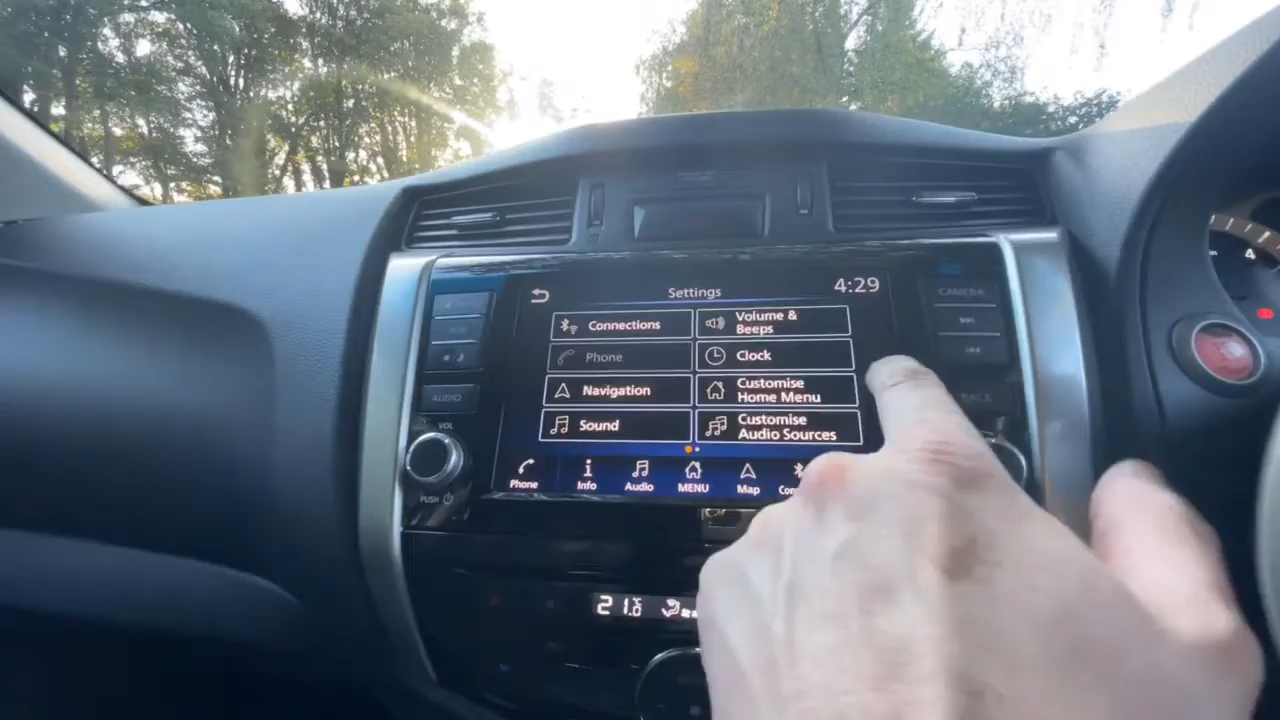 Settings
4:29
Connections
Volume &
Beeps
Phone
Clock
Navigation
Customise
Home Menu
Sound
Customise
Audio Sources
Phone
Info
Audio
MENU
Map
AUDIO
VOL
PUSH
CAMERA
BACK
21.0°C
4